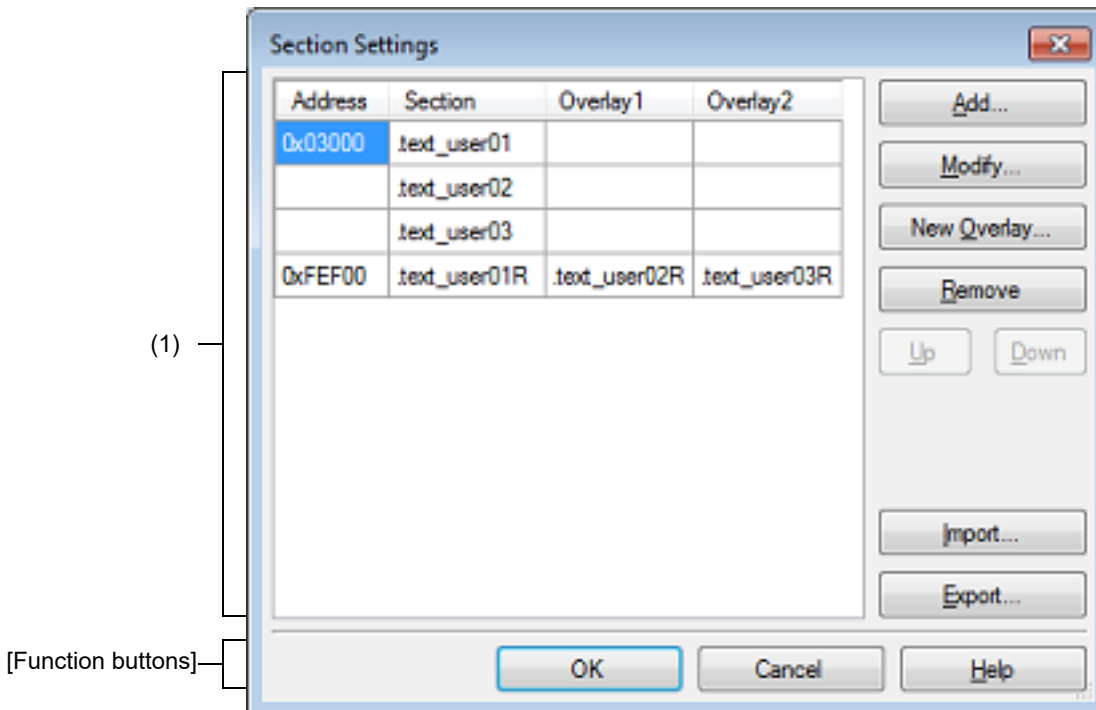 Section Settings
Address Section Overlay1 Overlay2
0x03000 .text_user01
.text_user02
.text_user03
0xFEF00 .text_user01R .text_user02R .text_user03R
Add...
Modify...
New Overlay...
Remove
Up Down
Import...
Export...
(1)
[Function buttons]
OK Cancel Help